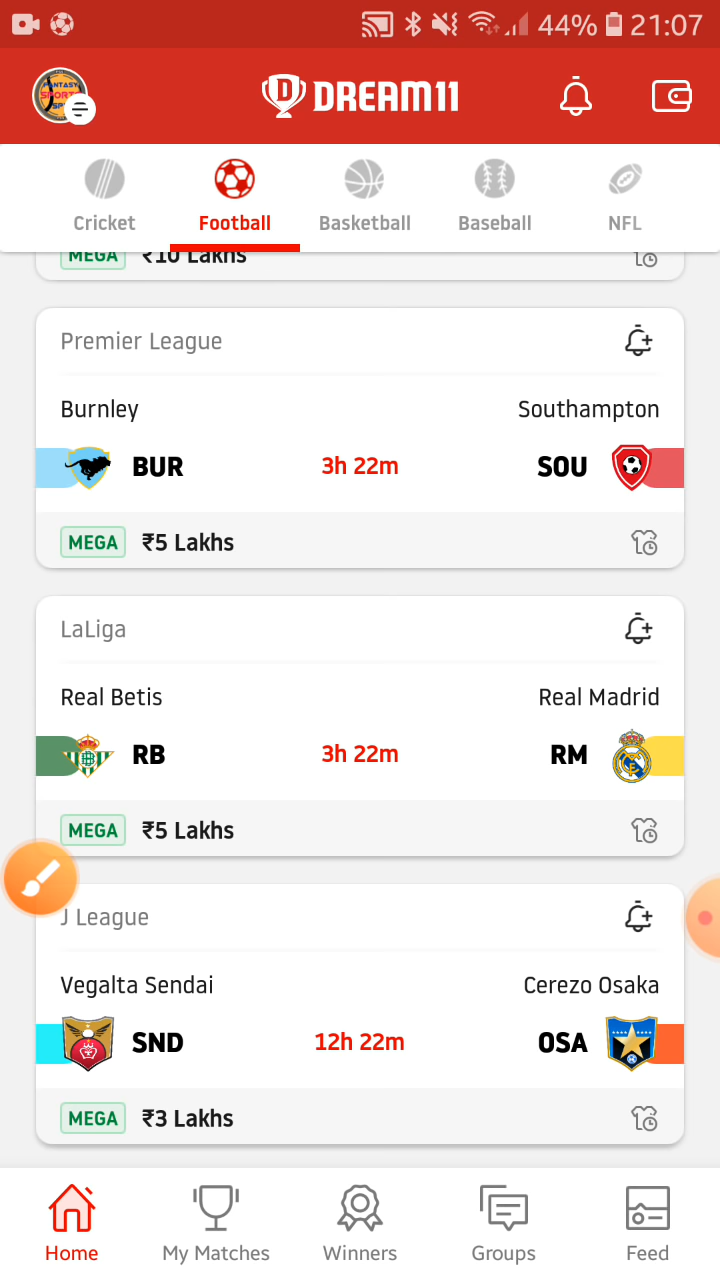 44% 21:07
FANTASY
SPORTS
DREAM11
Cricket Football Basketball Baseball NFL
MEGA ₹10 Lakhs
Premier League
Burnley Southampton
BUR 3h 22m SOU
MEGA ₹5 Lakhs
LaLiga
Real Betis Real Madrid
RB 3h 22m RM
MEGA ₹5 Lakhs
J League
Vegalta Sendai Cerezo Osaka
SND 12h 22m OSA
MEGA ₹3 Lakhs
Home My Matches Winners Groups Feed